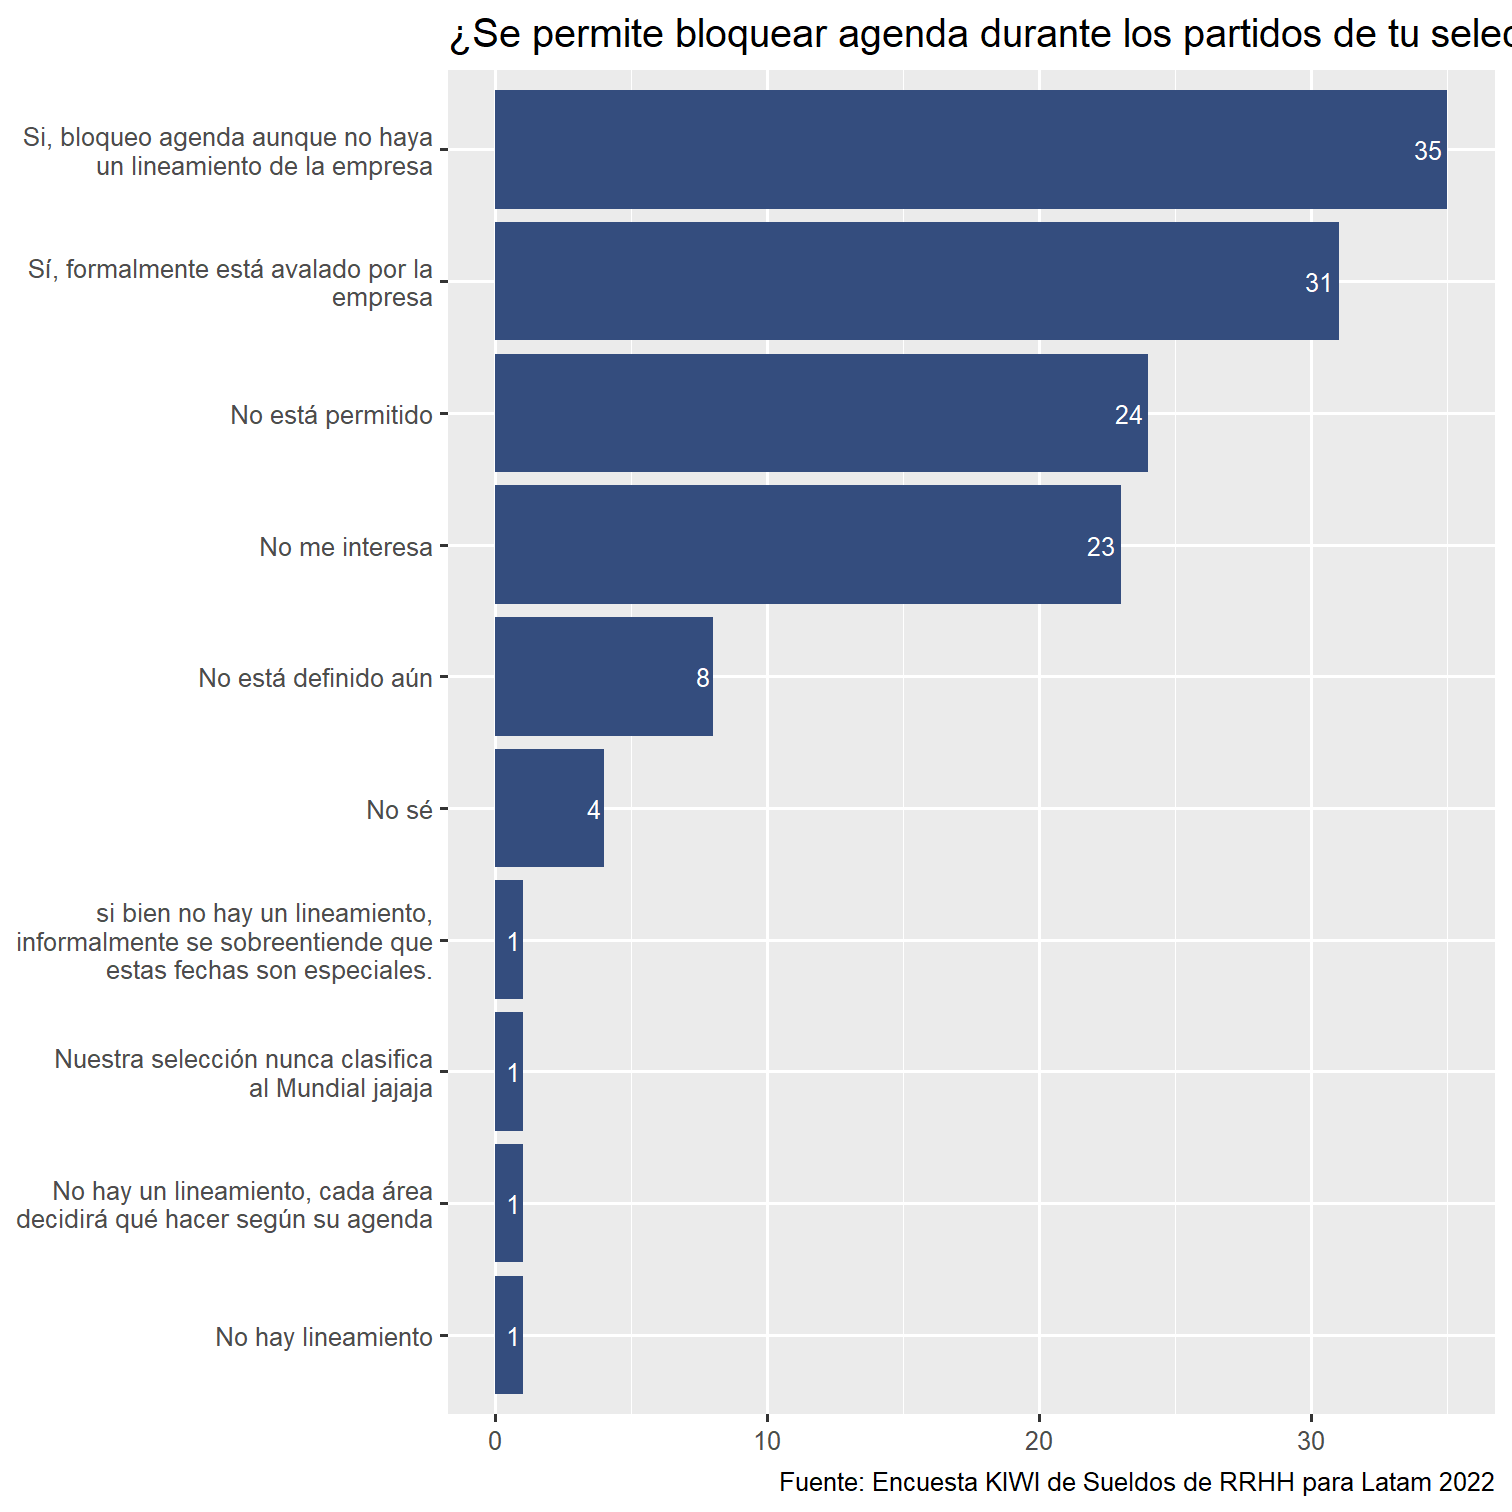 ¿Se permite bloquear agenda durante los partidos de tu
Si, bloqueo agenda aunque no haya
un lineamiento de la empresa
35
Sí, formalmente está avalado por la
empresa
31
No está permitido
24
No me interesa
23
No está definido aún
8
No sé
4
si bien no hay un lineamiento,
informalmente se sobreentiende que
estas fechas son especiales.
1
Nuestra selección nunca clasifica
al Mundial jajaja
1
No hay un lineamiento, cada área
decidirá qué hacer según su agenda
1
No hay lineamiento
1
0 10 20 30
Fuente: Encuesta KIWI de Sueldos de RRHH para Latam 2022